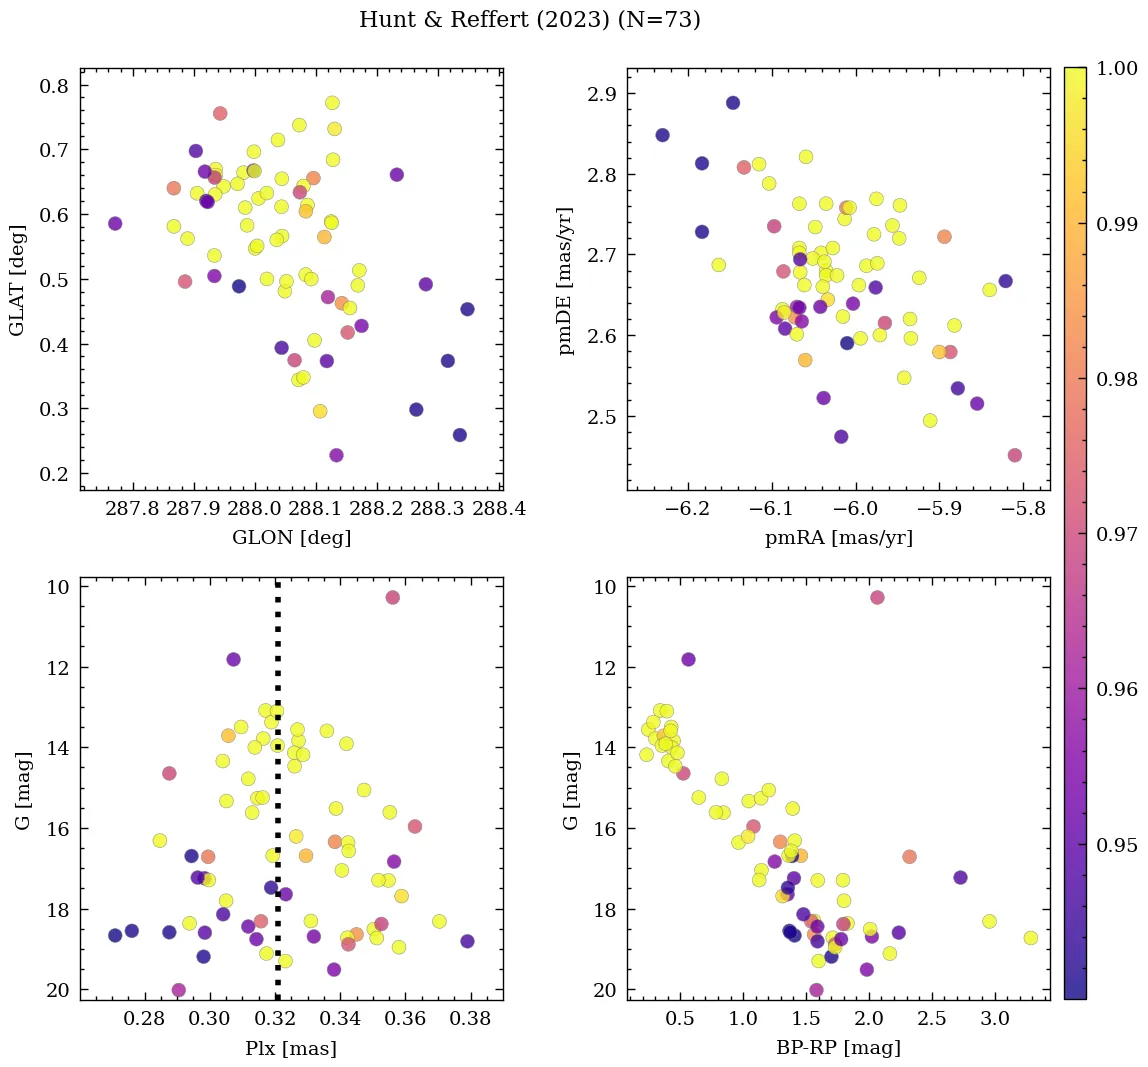 Hunt & Reffert (2023) (N=73)
0.8
0.7
0.6
0.5
0.4
0.3
0.2
GLAT [deg]
287.8 287.9 288.0 288.1 288.2 288.3 288.4
GLON [deg]
2.9
2.8
2.7
2.6
2.5
pmDE [mas/yr]
−6.2 −6.1 −6.0 −5.9 −5.8
pmRA [mas/yr]
10
12
14
16
18
20
G [mag]
0.28 0.30 0.32 0.34 0.36 0.38
Plx [mas]
10
12
14
16
18
20
G [mag]
0.5 1.0 1.5 2.0 2.5 3.0
BP-RP [mag]
1.00
0.99
0.98
0.97
0.96
0.95